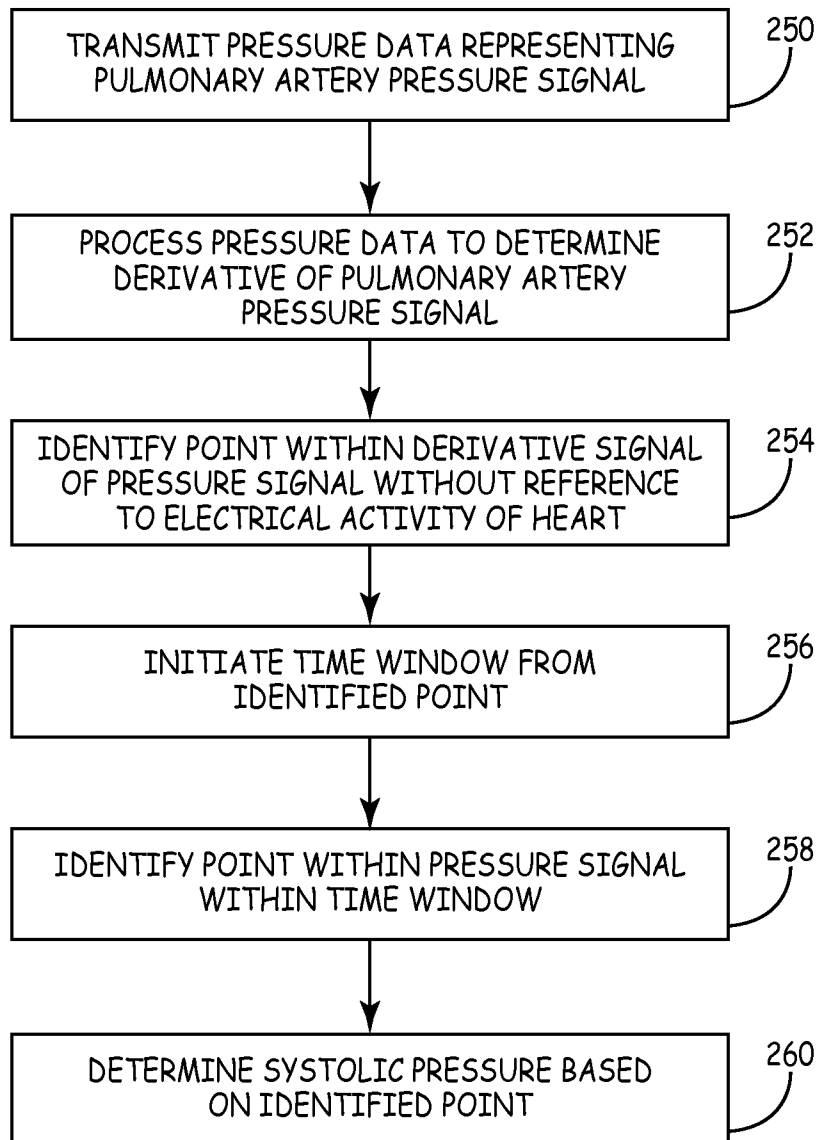 TRANSMIT PRESSURE DATA REPRESENTING
PULMONARY ARTERY PRESSURE SIGNAL
250
PROCESS PRESSURE DATA TO DETERMINE
DERIVATIVE OF PULMONARY ARTERY
PRESSURE SIGNAL
252
IDENTIFY POINT WITHIN DERIVATIVE SIGNAL
OF PRESSURE SIGNAL WITHOUT REFERENCE
TO ELECTRICAL ACTIVITY OF HEART
254
INITIATE TIME WINDOW FROM
IDENTIFIED POINT
256
IDENTIFY POINT WITHIN PRESSURE SIGNAL
WITHIN TIME WINDOW
258
DETERMINE SYSTOLIC PRESSURE BASED
ON IDENTIFIED POINT
260